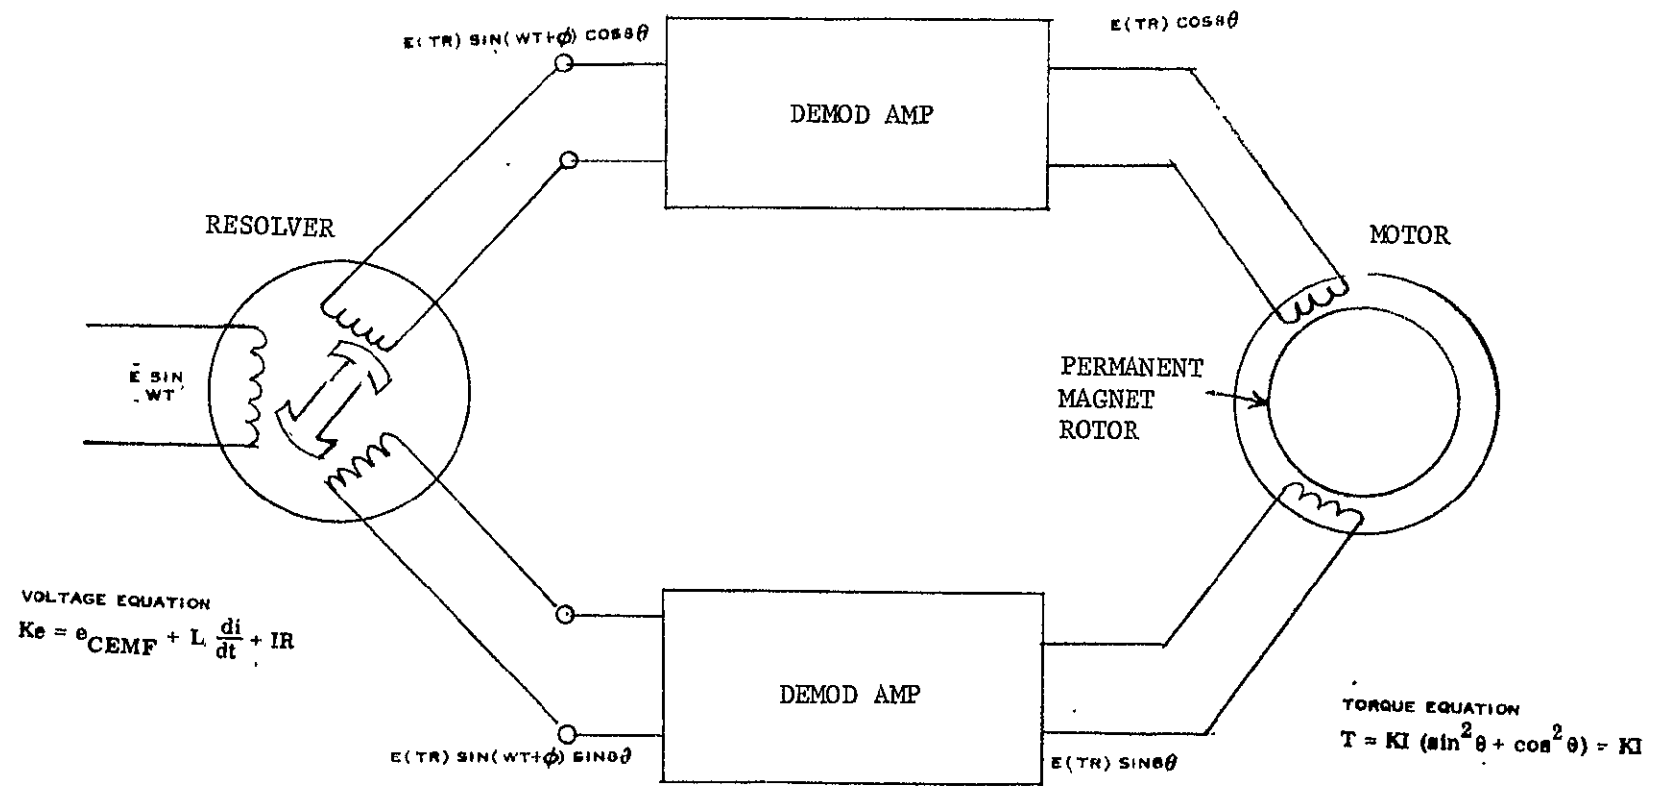 E(TR) SIN(WT+ϕ) COS8θ
E(TR) COS8θ
DEMOD AMP
RESOLVER
MOTOR
E SIN
WT
PERMANENT
MAGNET
ROTOR
VOLTAGE EQUATION
Ke = e_CEMF + L di/dt + IR
DEMOD AMP
TORQUE EQUATION
T = KI (sin²θ + cos²θ) = KI
E(TR) SIN(WT+ϕ) SIN8θ
E(TR) SIN8θ